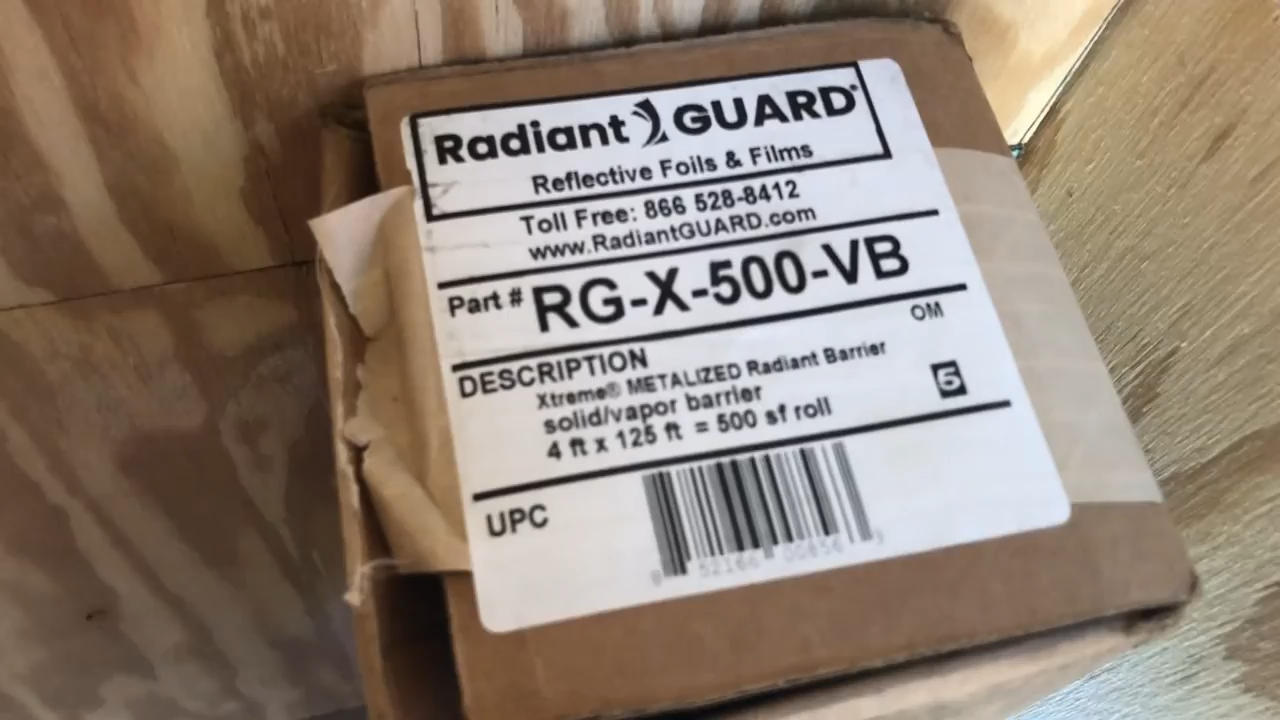 Radiant GUARD®
Reflective Foils & Films
Toll Free: 866 528-8412
www.RadiantGUARD.com
Part # RG-X-500-VB
OM
DESCRIPTION
Xtreme® METALIZED Radiant Barrier
solid/vapor barrier
4 ft x 125 ft = 500 sf roll
5
UPC